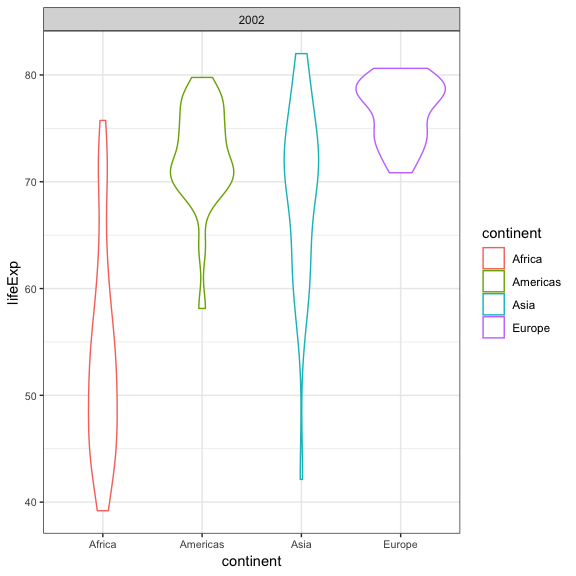 2002
80
70
60
50
40
lifeExp
Africa
Americas
Asia
Europe
continent
continent
Africa
Americas
Asia
Europe